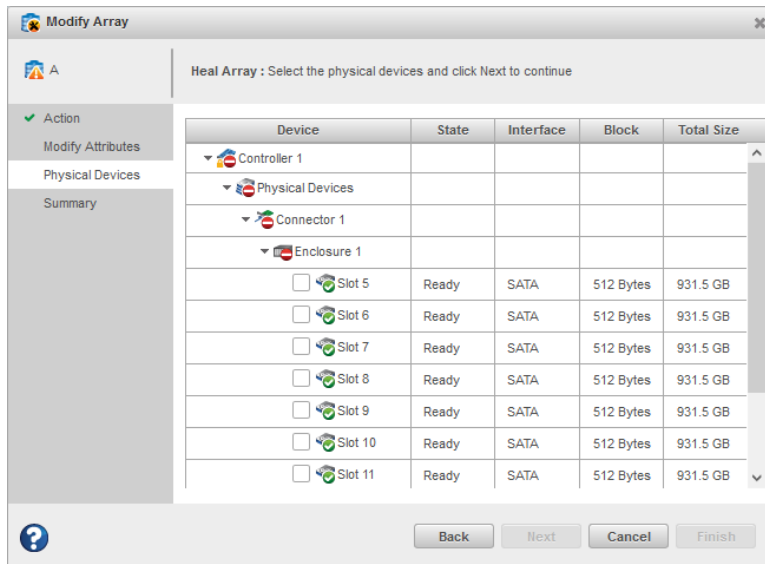 Modify Array
A
Heal Array : Select the physical devices and click Next to continue
Action
Modify Attributes
Physical Devices
Summary
Device State Interface Block Total Size
Controller 1
Physical Devices
Connector 1
Enclosure 1
Slot 5 Ready SATA 512 Bytes 931.5 GB
Slot 6 Ready SATA 512 Bytes 931.5 GB
Slot 7 Ready SATA 512 Bytes 931.5 GB
Slot 8 Ready SATA 512 Bytes 931.5 GB
Slot 9 Ready SATA 512 Bytes 931.5 GB
Slot 10 Ready SATA 512 Bytes 931.5 GB
Slot 11 Ready SATA 512 Bytes 931.5 GB
? Back Next Cancel Finish